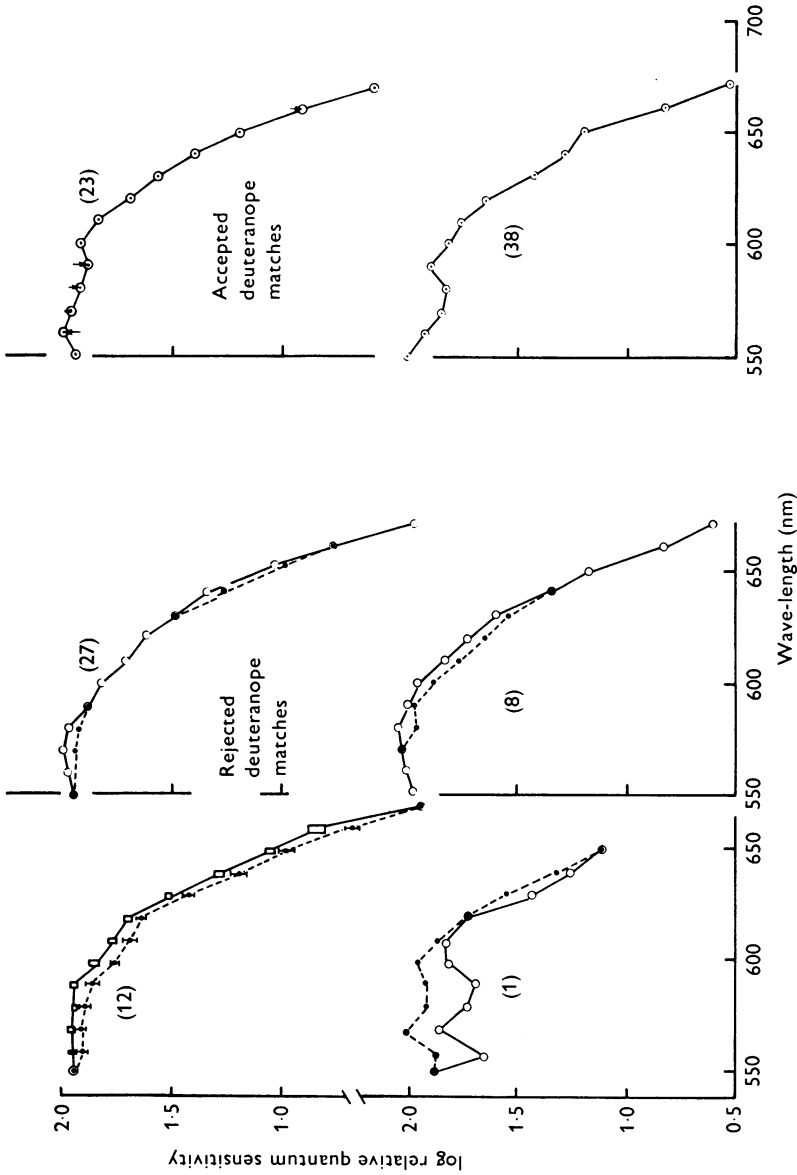 log relative quantum sensitivity
2·0
1·5
1·0
2·0
1·5
1·0
0·5
(12)
(1)
550
600
650
(27)
Rejected
deuteranope
matches
(8)
550
600
650
Wave-length (nm)
(23)
Accepted
deuteranope
matches
(38)
550
600
650
700